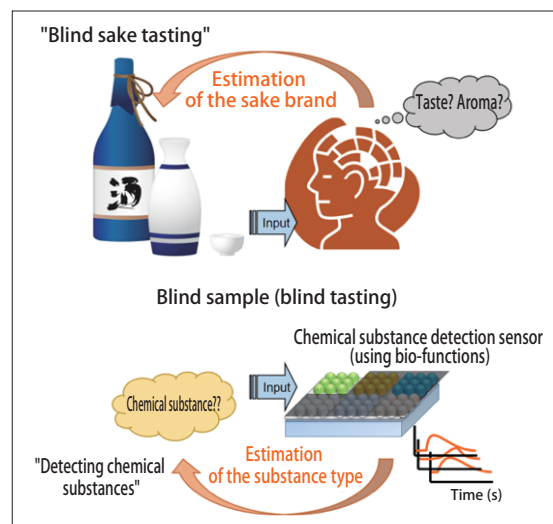 "Blind sake tasting"
Estimation
of the sake brand
Taste? Aroma?
酒
Input
Blind sample (blind tasting)
Chemical substance detection sensor
(using bio-functions)
Input
Chemical substance??
"Detecting chemical
substances"
Estimation
of the substance type
Time (s)